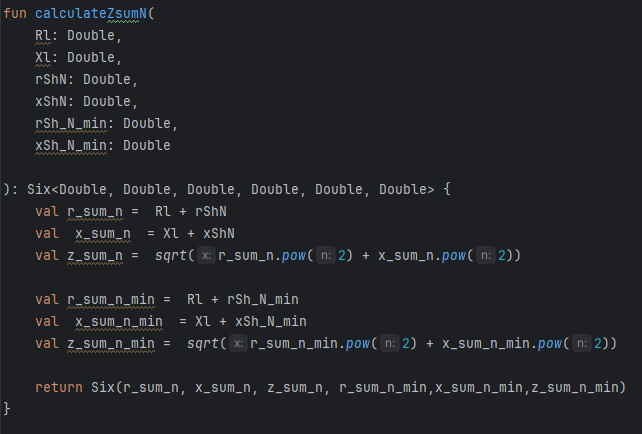 fun calculateZsumN(
    Rl: Double,
    Xl: Double,
    rShN: Double,
    xShN: Double,
    rSh_N_min: Double,
    xSh_N_min: Double
): Six<Double, Double, Double, Double, Double, Double> {
    val r_sum_n =  Rl + rShN
    val  x_sum_n  = Xl + xShN
    val z_sum_n =  sqrt( x: r_sum_n.pow( n: 2) + x_sum_n.pow( n: 2))
    val r_sum_n_min =  Rl + rSh_N_min
    val  x_sum_n_min  = Xl + xSh_N_min
    val z_sum_n_min =  sqrt( x: r_sum_n_min.pow( n: 2) + x_sum_n_min.pow( n: 2))
    return Six(r_sum_n, x_sum_n, z_sum_n, r_sum_n_min,x_sum_n_min,z_sum_n_min)
}